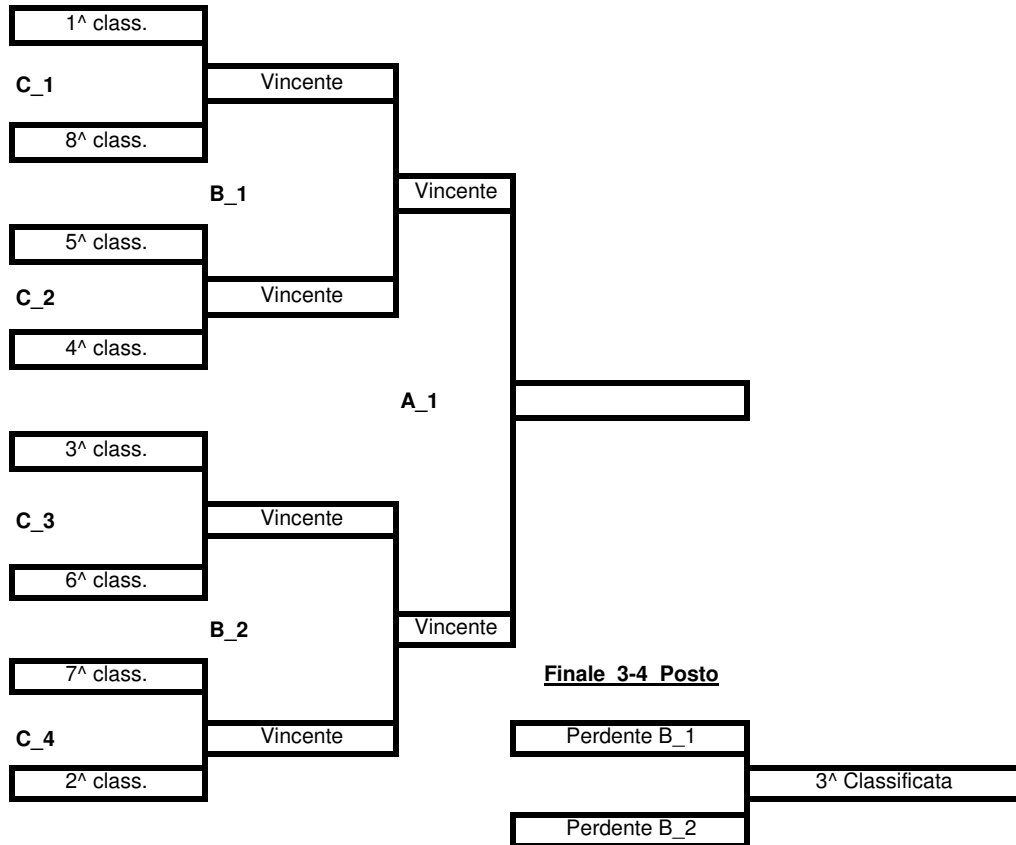 1^ class.
C_1
Vincente
8^ class.
B_1
Vincente
5^ class.
C_2
Vincente
4^ class.
A_1
3^ class.
C_3
Vincente
6^ class.
B_2
Vincente
7^ class.
Finale 3-4 Posto
C_4
Vincente
Perdente B_1
2^ class.
3^ Classificata
Perdente B_2